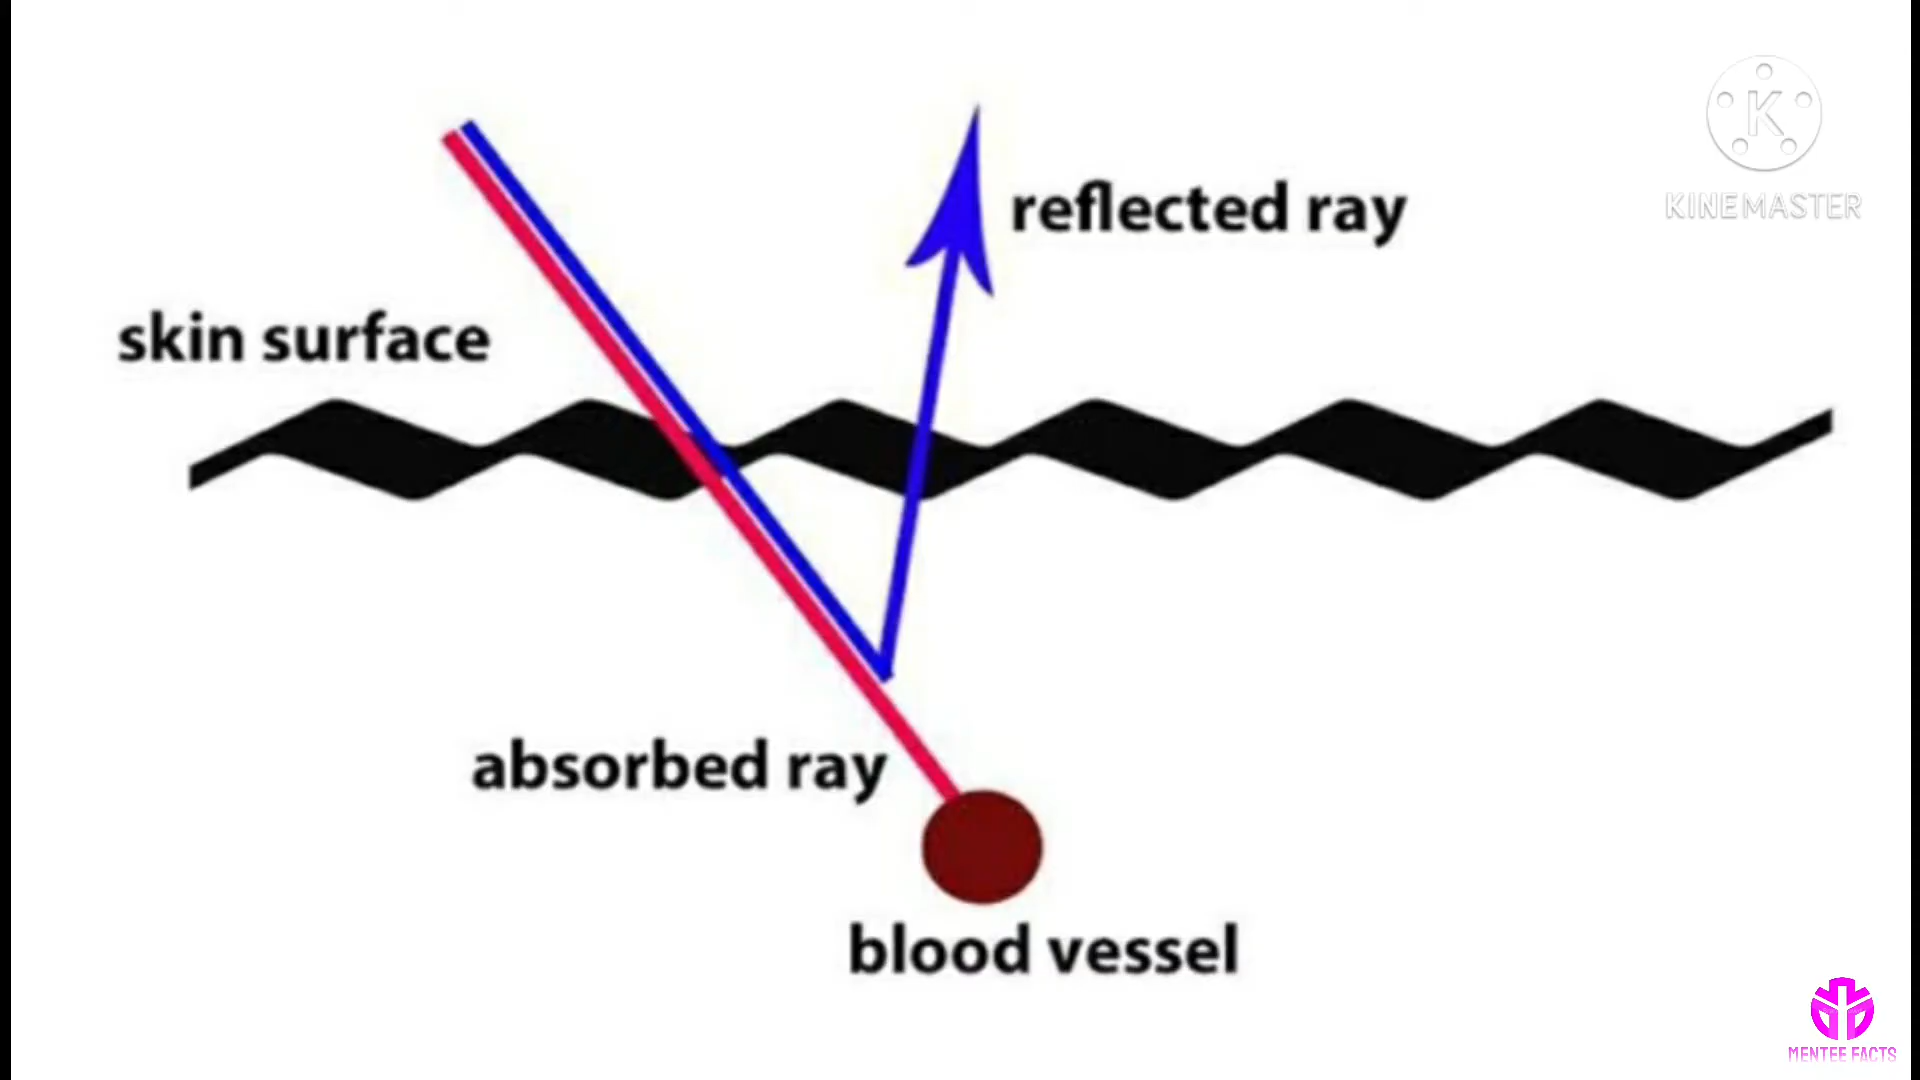 K
KINEMASTER
reflected ray
skin surface
absorbed ray
blood vessel
MENTEE FACTS